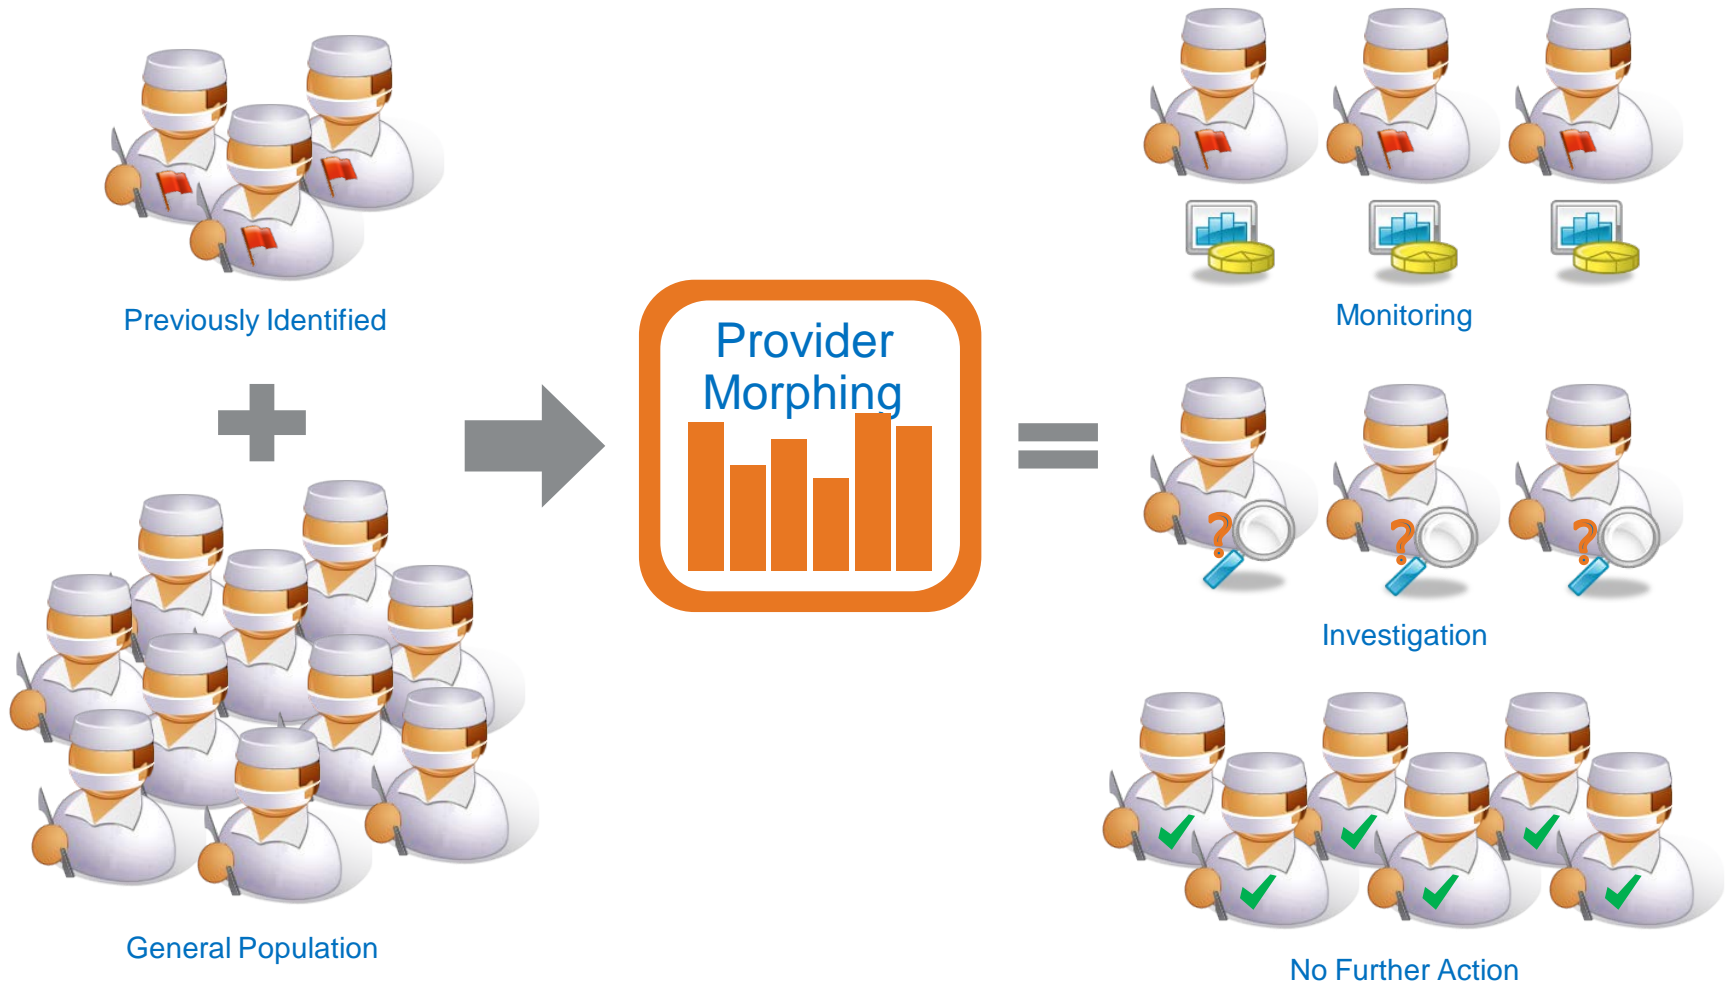 Previously Identified
General Population
Provider
Morphing
Monitoring
? ? ?
Investigation
No Further Action